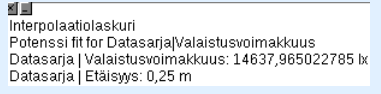 Interpolaatiolaskuri
Potenssi fit for Datasarja|Valaistusvoimakkuus
Datasarja | Valaistusvoimakkuus: 14637,965022785 lx
Datasarja | Etäisyys: 0,25 m